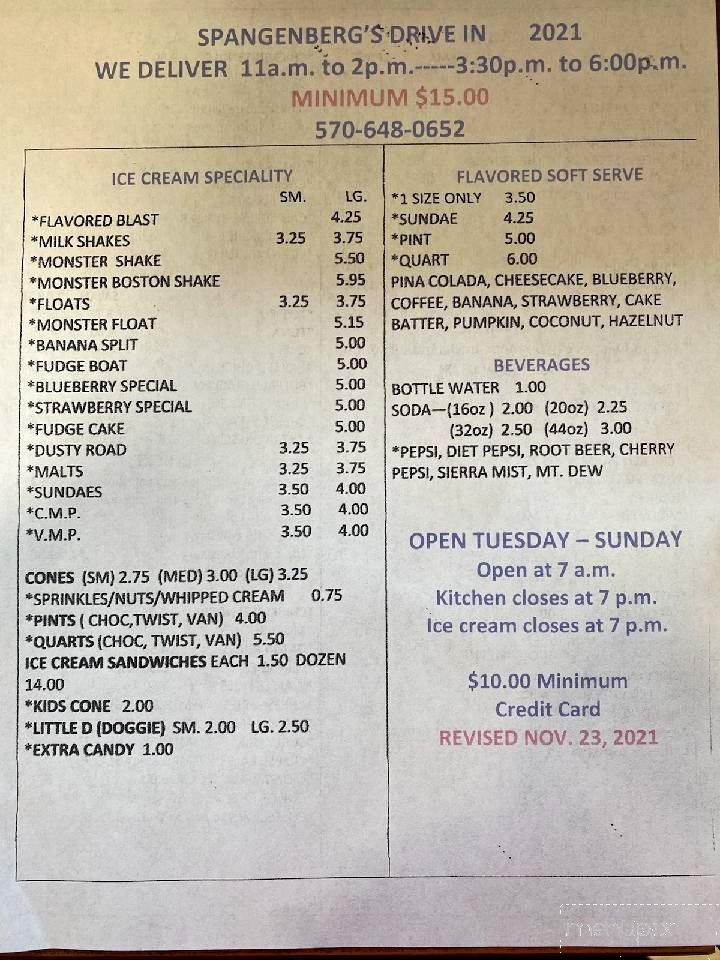 SPANGENBERG'S DRIVE IN 2021
WE DELIVER 11a.m. to 2p.m.-----3:30p.m. to 6:00p.m.
MINIMUM $15.00
570-648-0652
ICE CREAM SPECIALITY
SM. LG.
*FLAVORED BLAST 4.25
*MILK SHAKES 3.25 3.75
*MONSTER SHAKE 5.50
*MONSTER BOSTON SHAKE 5.95
*FLOATS 3.25 3.75
*MONSTER FLOAT 5.15
*BANANA SPLIT 5.00
*FUDGE BOAT 5.00
*BLUEBERRY SPECIAL 5.00
*STRAWBERRY SPECIAL 5.00
*FUDGE CAKE 5.00
*DUSTY ROAD 3.25 3.75
*MALTS 3.25 3.75
*SUNDAES 3.50 4.00
*C.M.P. 3.50 4.00
*V.M.P. 3.50 4.00
CONES (SM) 2.75 (MED) 3.00 (LG) 3.25
*SPRINKLES/NUTS/WHIPPED CREAM 0.75
*PINTS ( CHOC,TWIST, VAN) 4.00
*QUARTS (CHOC, TWIST, VAN) 5.50
ICE CREAM SANDWICHES EACH 1.50 DOZEN
14.00
*KIDS CONE 2.00
*LITTLE D (DOGGIE) SM. 2.00 LG. 2.50
*EXTRA CANDY 1.00
FLAVORED SOFT SERVE
*1 SIZE ONLY 3.50
*SUNDAE 4.25
*PINT 5.00
*QUART 6.00
PINA COLADA, CHEESECAKE, BLUEBERRY,
COFFEE, BANANA, STRAWBERRY, CAKE
BATTER, PUMPKIN, COCONUT, HAZELNUT
BEVERAGES
BOTTLE WATER 1.00
SODA—(16oz ) 2.00 (20oz) 2.25
(32oz) 2.50 (44oz) 3.00
*PEPSI, DIET PEPSI, ROOT BEER, CHERRY
PEPSI, SIERRA MIST, MT. DEW
OPEN TUESDAY – SUNDAY
Open at 7 a.m.
Kitchen closes at 7 p.m.
Ice cream closes at 7 p.m.
$10.00 Minimum
Credit Card
REVISED NOV. 23, 2021
menupix